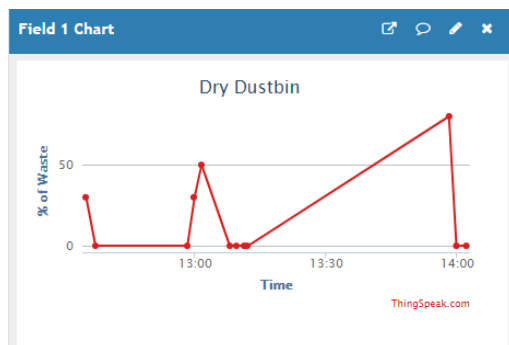 Field 1 Chart
Dry Dustbin
% of Waste
50
0
13:00 13:30 14:00
Time
ThingSpeak.com